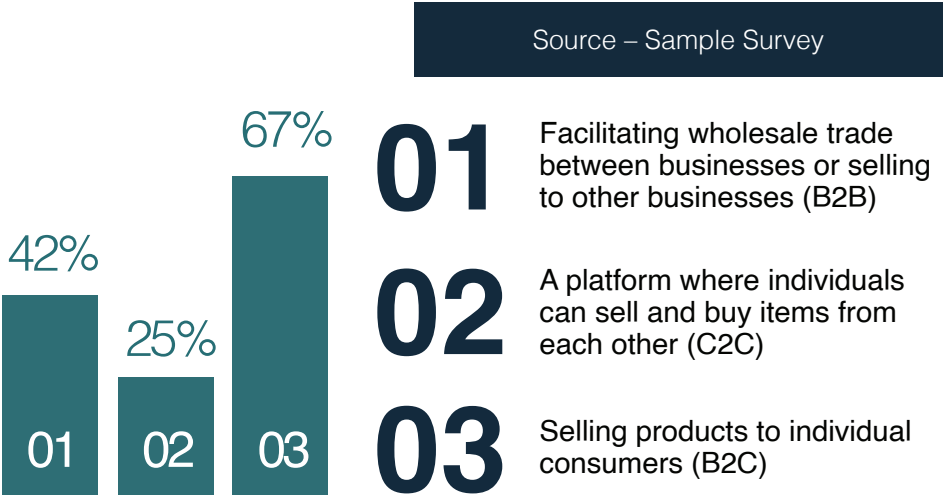 Source – Sample Survey
67%
42%
25%
01
02
03
01
Facilitating wholesale trade
between businesses or selling
to other businesses (B2B)
02
A platform where individuals
can sell and buy items from
each other (C2C)
03
Selling products to individual
consumers (B2C)